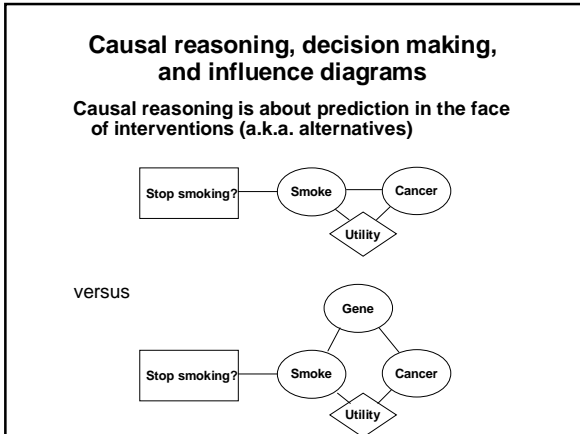 Causal reasoning, decision making,
and influence diagrams
Causal reasoning is about prediction in the face
of interventions (a.k.a. alternatives)
Stop smoking?
Smoke
Cancer
Utility
versus
Gene
Stop smoking?
Smoke
Cancer
Utility